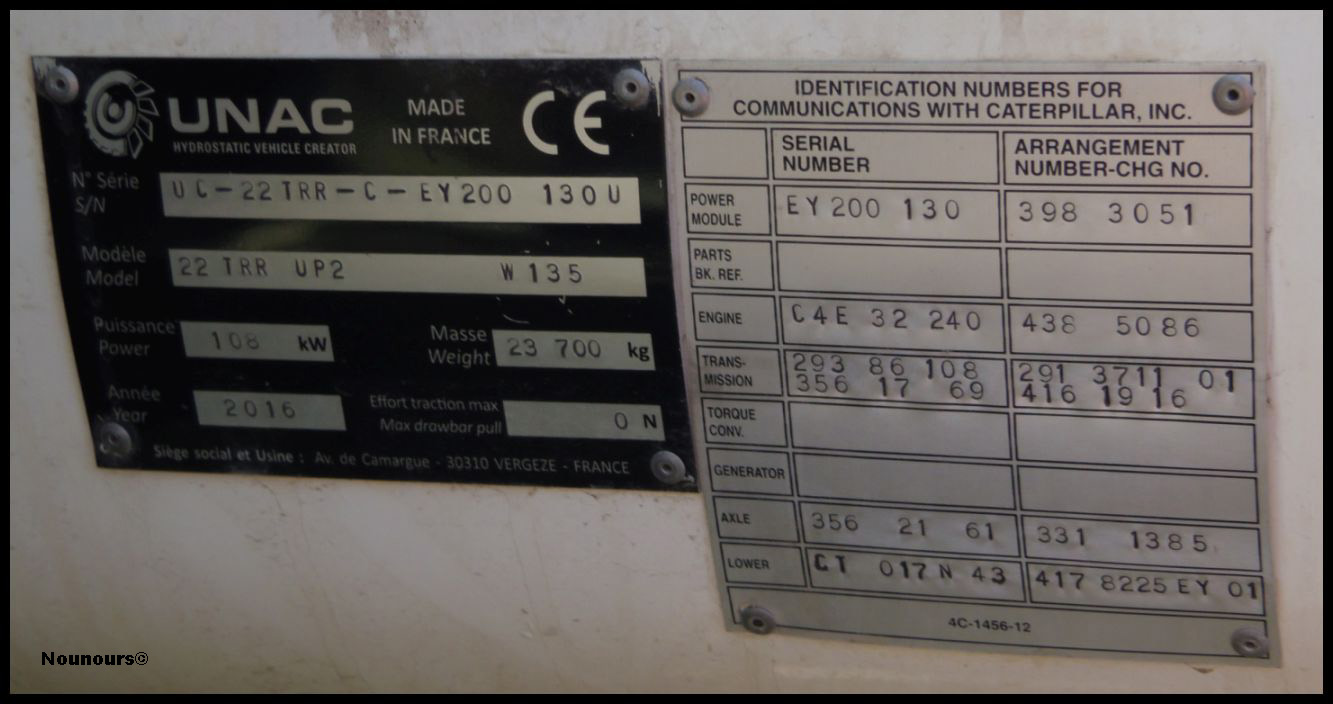 UNAC
HYDROSTATIC VEHICLE CREATOR
MADE
IN FRANCE
CE
N° Série
S/N
UC-22TRR-C-EY200 130U
Modèle
Model
22 TRR UP2 W 135
Puissance
Power
108 kW
Masse
Weight
23 700 kg
Année
Year
2016
Effort traction max
Max drawbar pull
0 N
Siège social et Usine : Av. de Camargue - 30310 VERGEZE - FRANCE
IDENTIFICATION NUMBERS FOR
COMMUNICATIONS WITH CATERPILLAR, INC.
SERIAL
NUMBER
ARRANGEMENT
NUMBER-CHG NO.
POWER
MODULE
EY200 130
398 3051
PARTS
BK. REF.
ENGINE
C4E 32 240
438 5086
TRANS-
MISSION
293 86 108
356 17 69
291 3711 01
416 1916
TORQUE
CONV.
GENERATOR
AXLE
356 21 61
331 1385
LOWER
CT 017N 43
417 8225EY 01
4C-1456-12
Nounours©